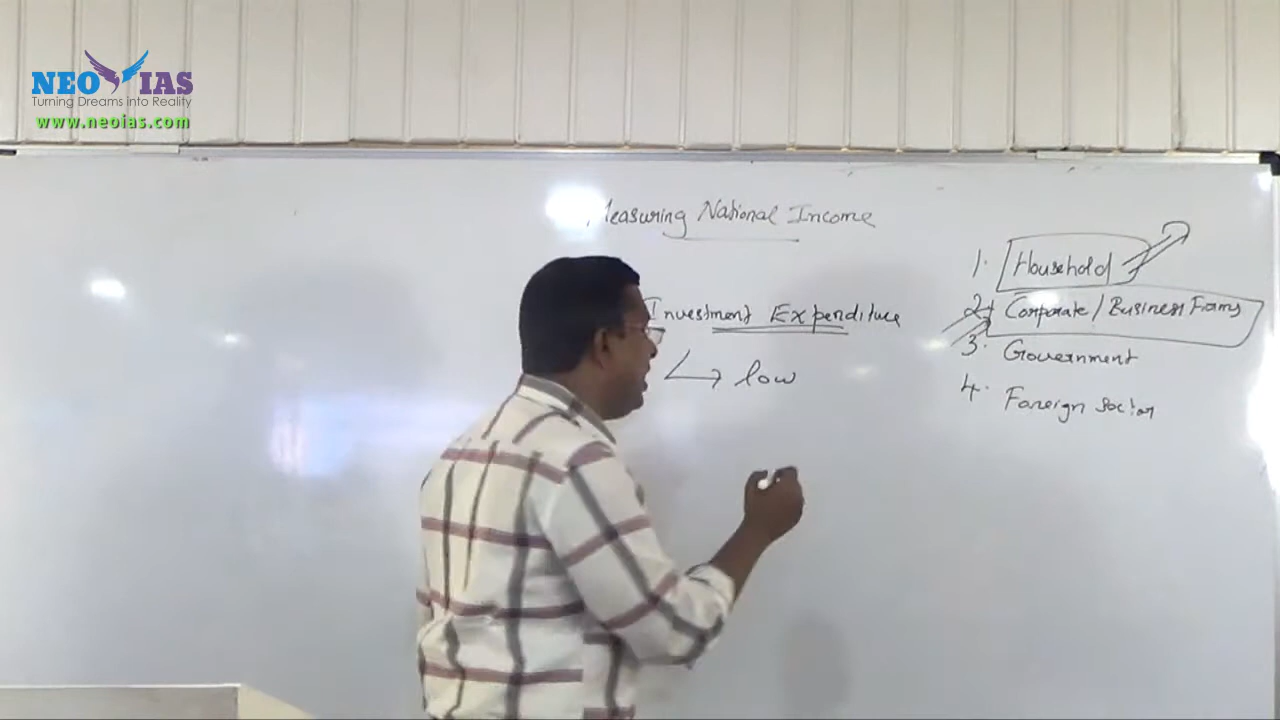 NEO IAS
Turning Dreams into Reality
www.neoias.com
Measuring National Income
Investment Expenditure
low
1. Household
2. Corporate / Business Firms
3. Government
4. Foreign Sector